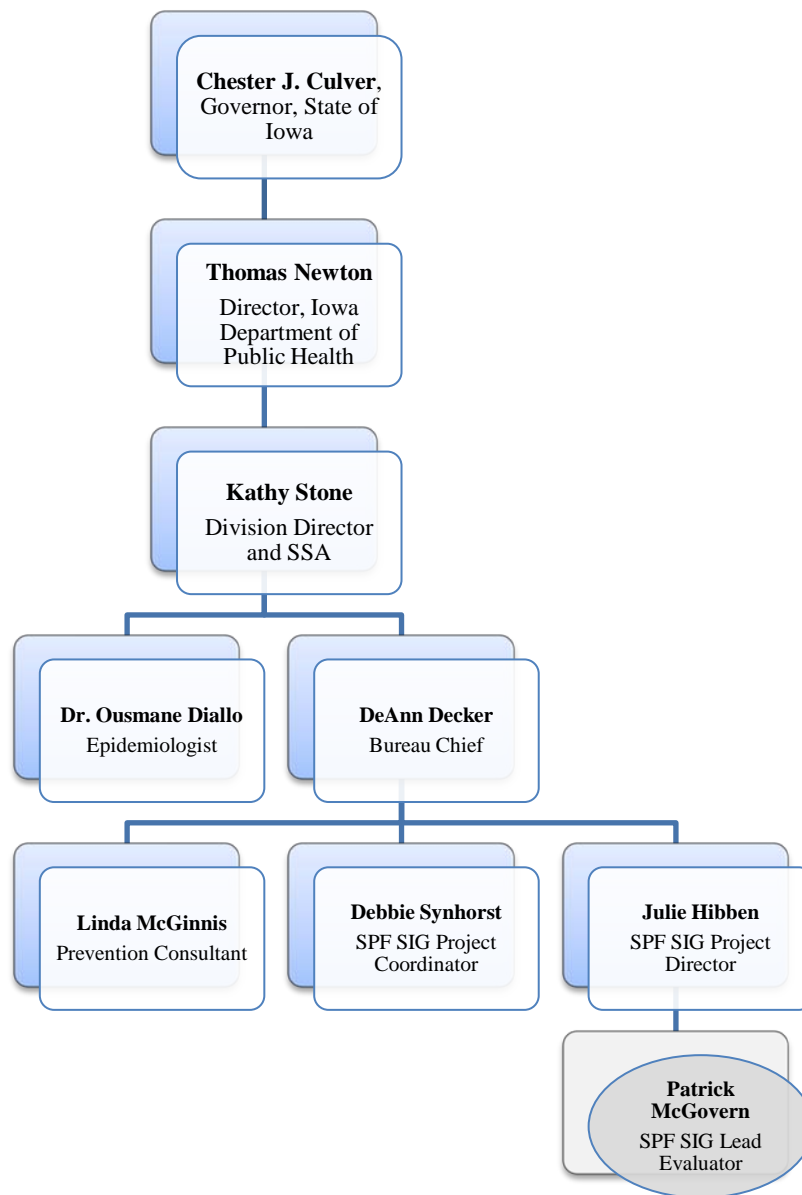 Chester J. Culver,
Governor, State of
Iowa
Thomas Newton
Director, Iowa
Department of
Public Health
Kathy Stone
Division Director
and SSA
Dr. Ousmane Diallo
Epidemiologist
DeAnn Decker
Bureau Chief
Linda McGinnis
Prevention Consultant
Debbie Synhorst
SPF SIG Project
Coordinator
Julie Hibben
SPF SIG Project
Director
Patrick
McGovern
SPF SIG Lead
Evaluator